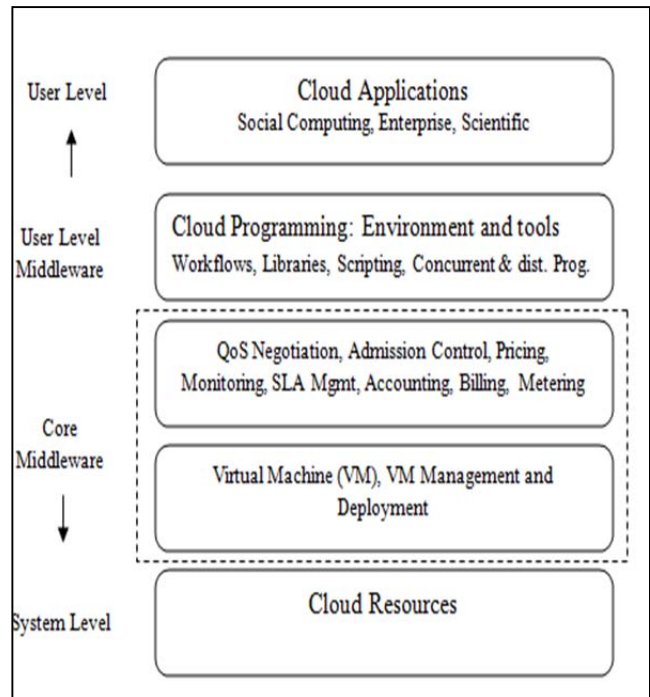 User Level
Cloud Applications
Social Computing, Enterprise, Scientific
User Level
Middleware
Cloud Programming: Environment and tools
Workflows, Libraries, Scripting, Concurrent & dist. Prog.
Core
Middleware
QoS Negotiation, Admission Control, Pricing,
Monitoring, SLA Mgmt, Accounting, Billing, Metering
Virtual Machine (VM), VM Management and
Deployment
System Level
Cloud Resources